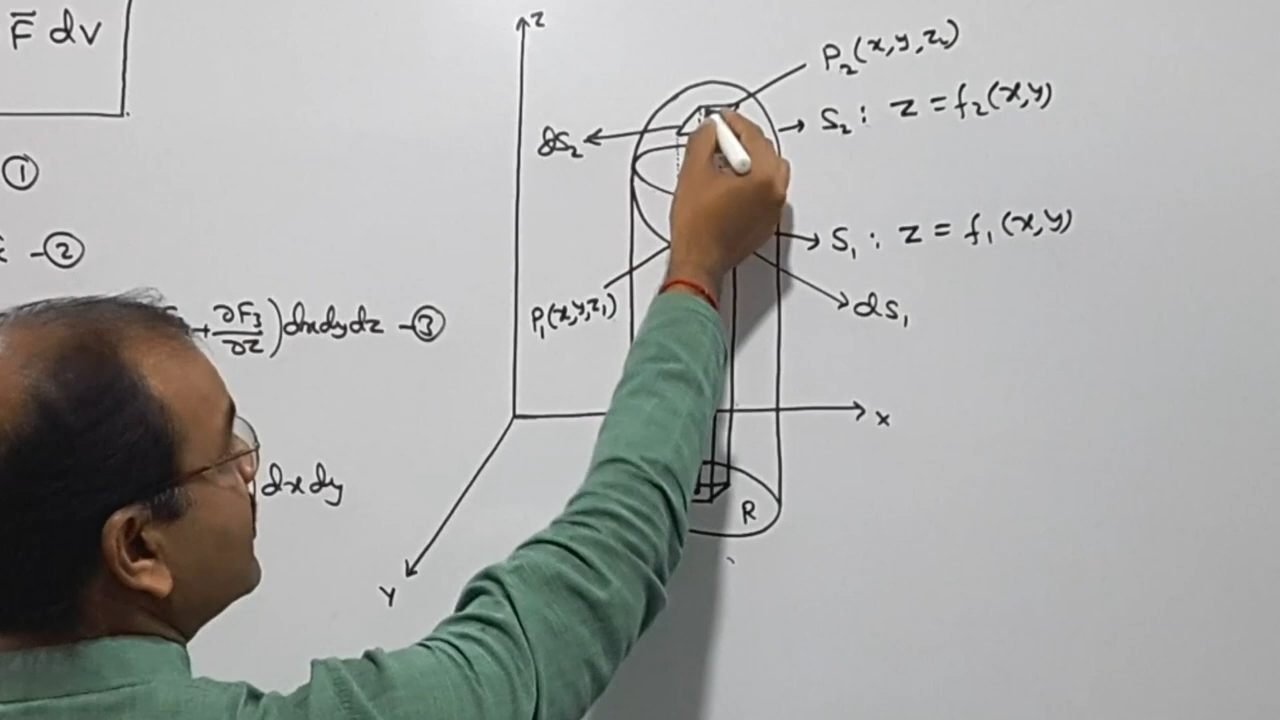 F̄ dv
①
-②
+ ∂F₃/∂z) dxdydz -③
dxdy
Z
P₂(x,y,z₂)
S₂ : z = f₂(x,y)
dS₂
S₁ : z = f₁(x,y)
P₁(x,y,z₁)
dS₁
X
R
Y